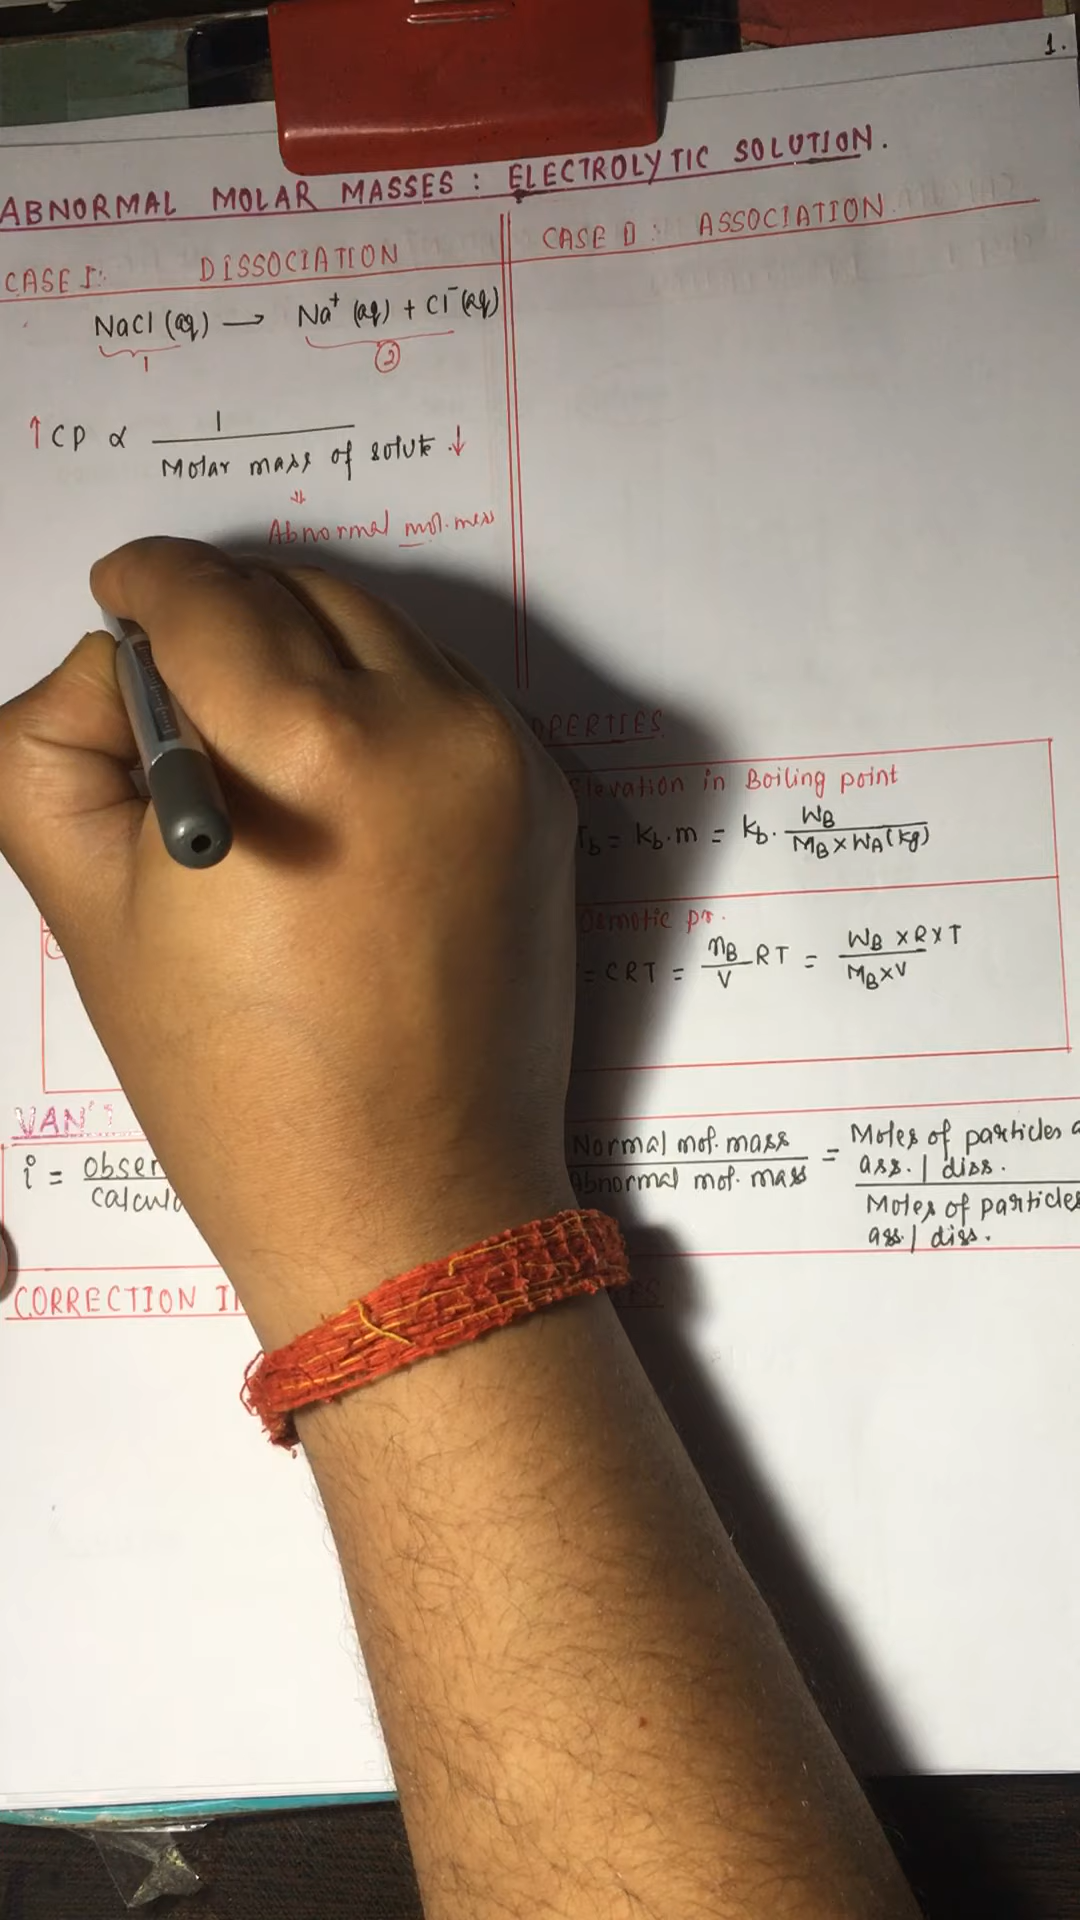 1.
ABNORMAL MOLAR MASSES : ELECTROLYTIC SOLUTION.
CASE I: DISSOCIATION
NaCl (aq) → Na⁺ (aq) + Cl⁻ (aq)
1 2
↑ CP ∝ 1 / Molar mass of solute ↓
Abnormal mol. mass
CASE II : ASSOCIATION
OPERTIES
Elevation in Boiling point
Tb = Kb.m = Kb. WB / MB × WA (kg)
Osmotic pr.
= CRT = nB / V RT = WB × R × T / MB × V
VAN'T
i = obser
calcula
Normal mol. mass / Abnormal mol. mass = Moles of particles a
ass. / diss.
Moles of particles
ass. / diss.
CORRECTION I